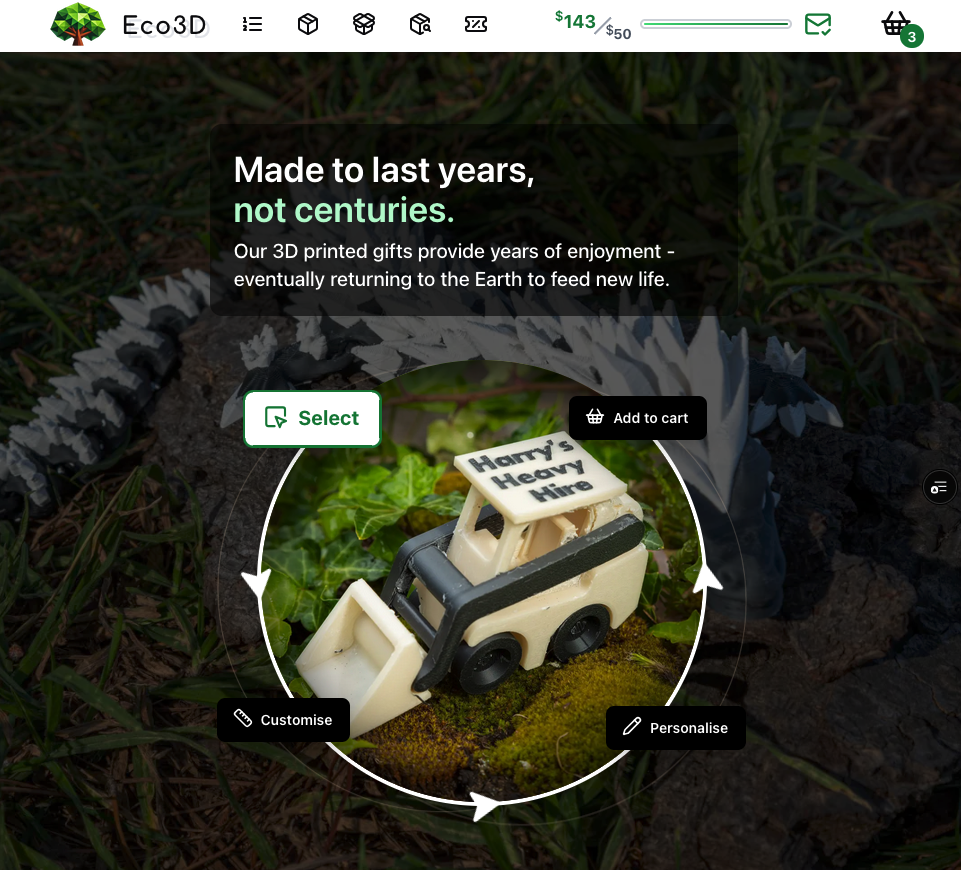 Eco3D
$143/$50
3
Made to last years,
not centuries.
Our 3D printed gifts provide years of enjoyment -
eventually returning to the Earth to feed new life.
Select
Add to cart
Harry's
Heavy
Hire
Customise
Personalise